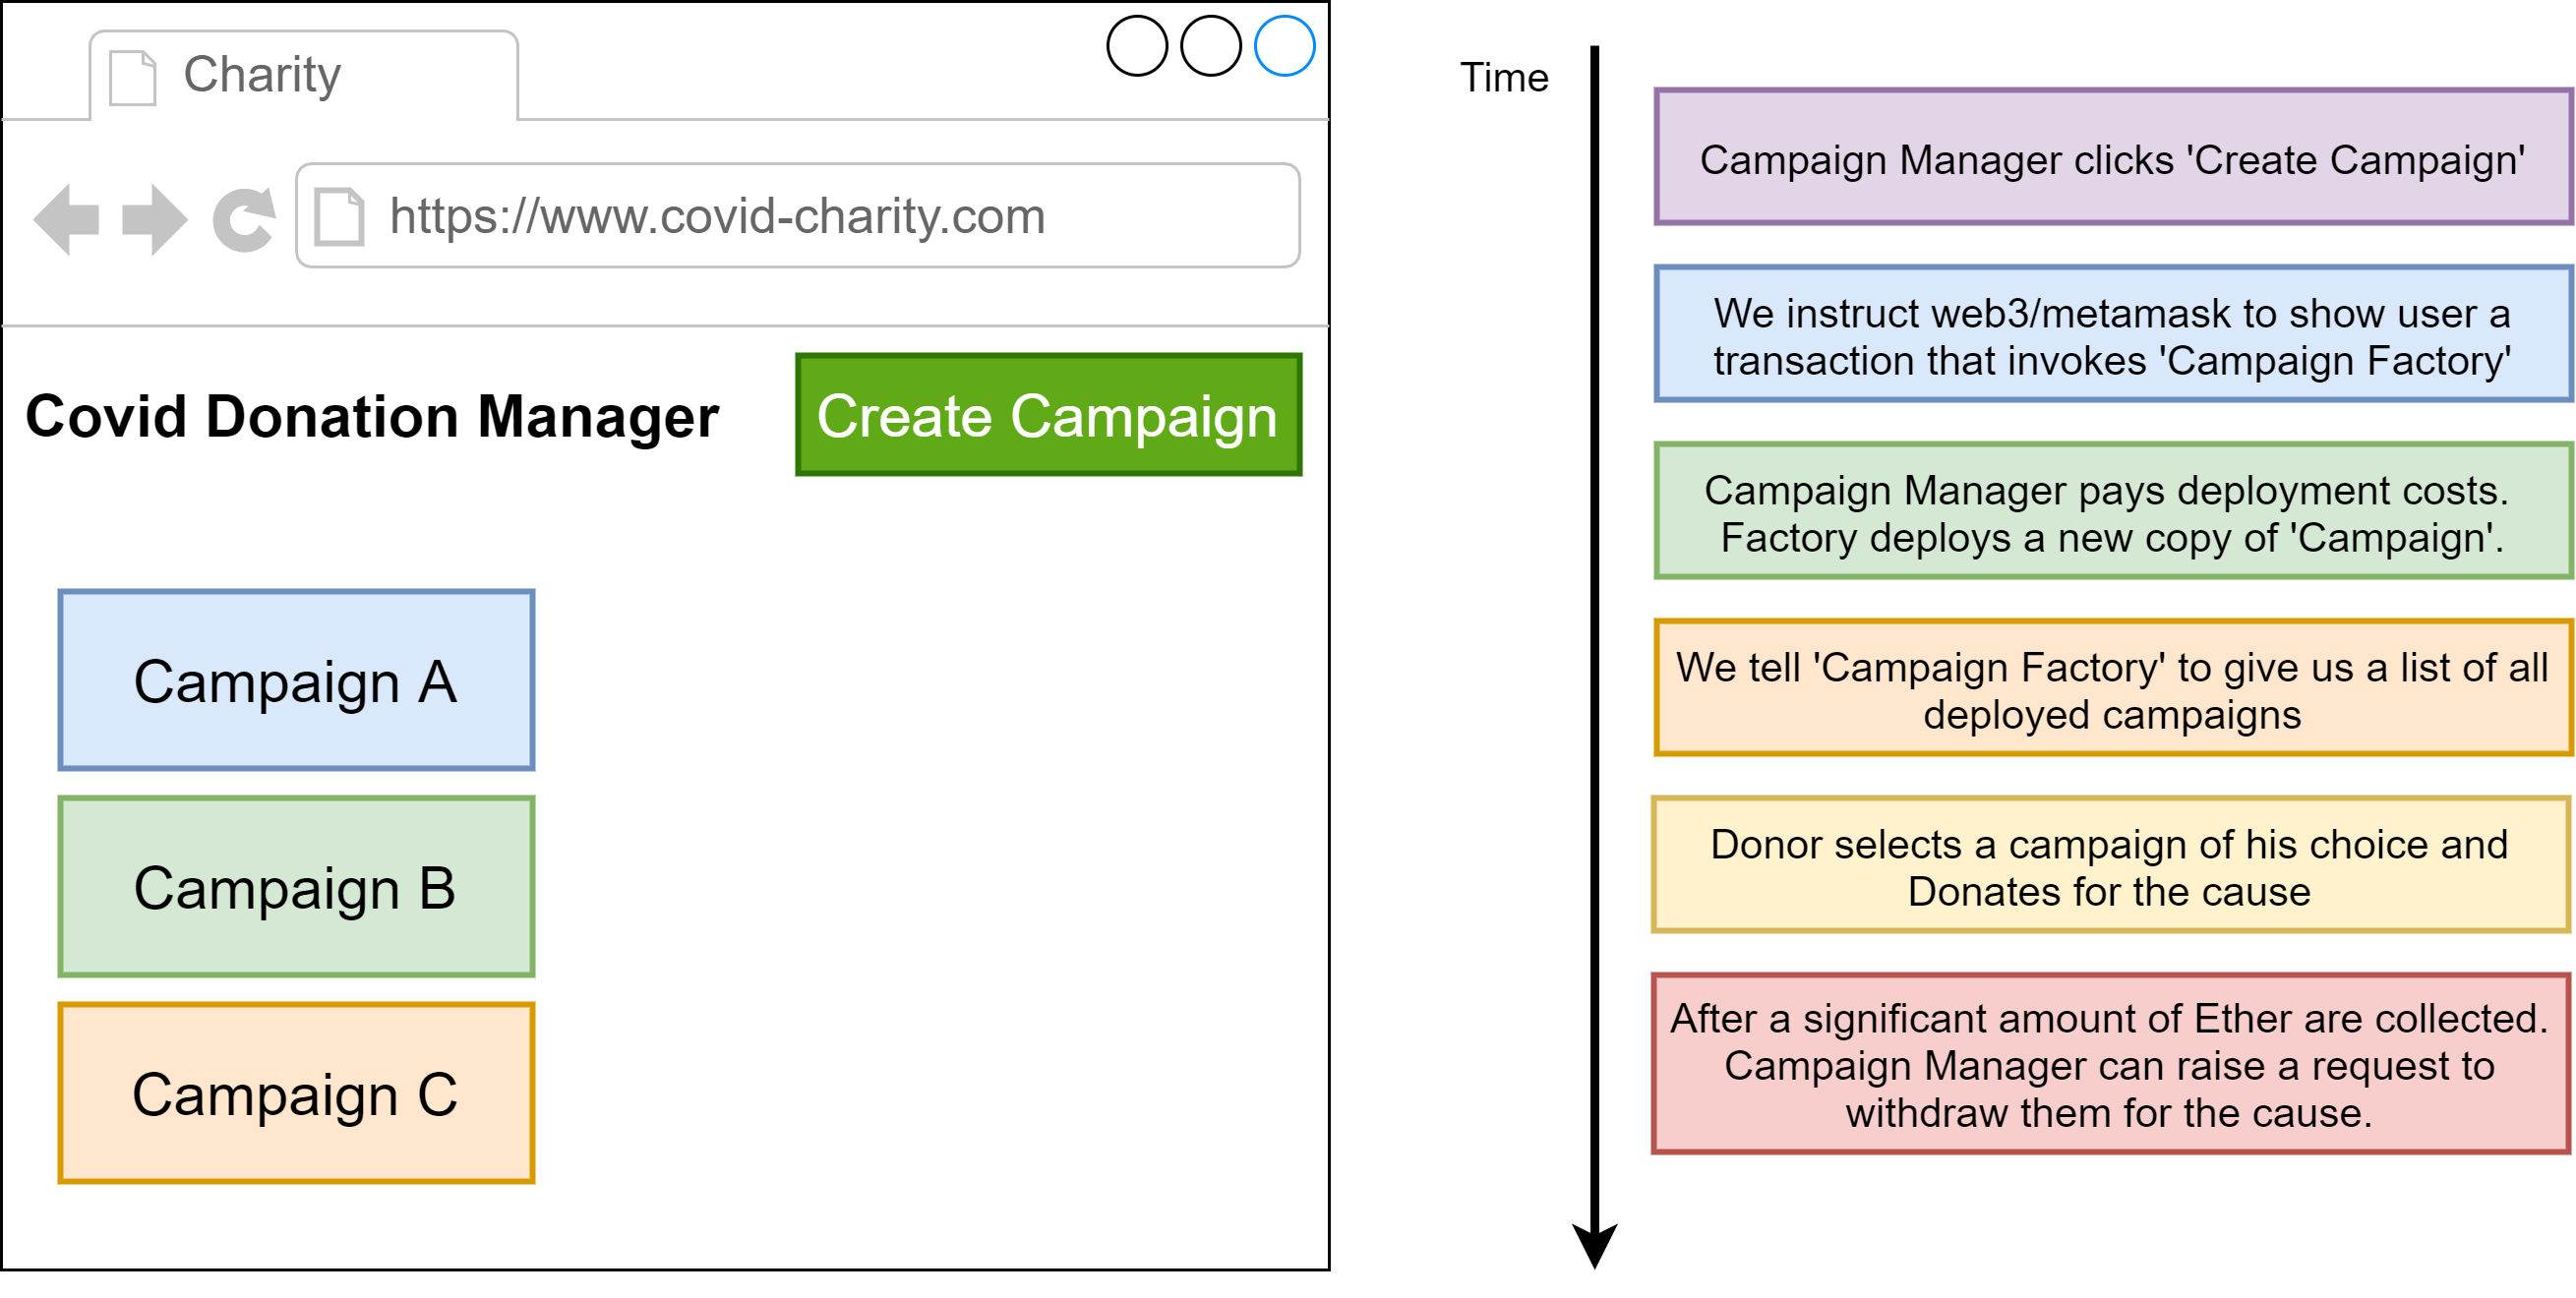 Charity
https://www.covid-charity.com
Covid Donation Manager
Create Campaign
Campaign A
Campaign B
Campaign C
Time
Campaign Manager clicks 'Create Campaign'
We instruct web3/metamask to show user a
transaction that invokes 'Campaign Factory'
Campaign Manager pays deployment costs.
Factory deploys a new copy of 'Campaign'.
We tell 'Campaign Factory' to give us a list of all
deployed campaigns
Donor selects a campaign of his choice and
Donates for the cause
After a significant amount of Ether are collected.
Campaign Manager can raise a request to
withdraw them for the cause.